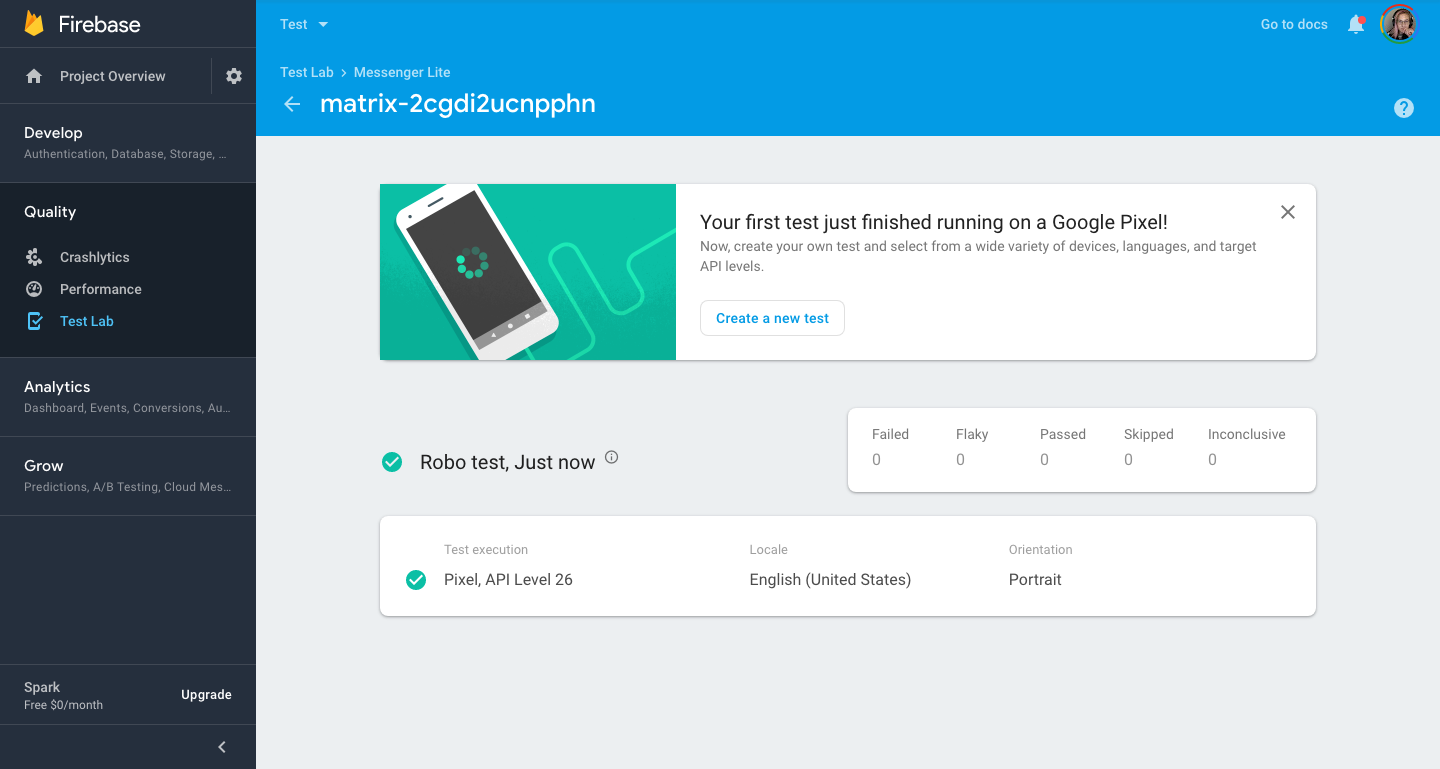 Firebase
Project Overview
Develop
Authentication, Database, Storage, ...
Quality
Crashlytics
Performance
Test Lab
Analytics
Dashboard, Events, Conversions, Au...
Grow
Predictions, A/B Testing, Cloud Mes...
Spark
Free $0/month
Upgrade
Test
Go to docs
Test Lab > Messenger Lite
matrix-2cgdi2ucnpphn
Your first test just finished running on a Google Pixel!
Now, create your own test and select from a wide variety of devices, languages, and target
API levels.
Create a new test
Robo test, Just now
Failed Flaky Passed Skipped Inconclusive
0 0 0 0 0
Test execution Locale Orientation
Pixel, API Level 26 English (United States) Portrait